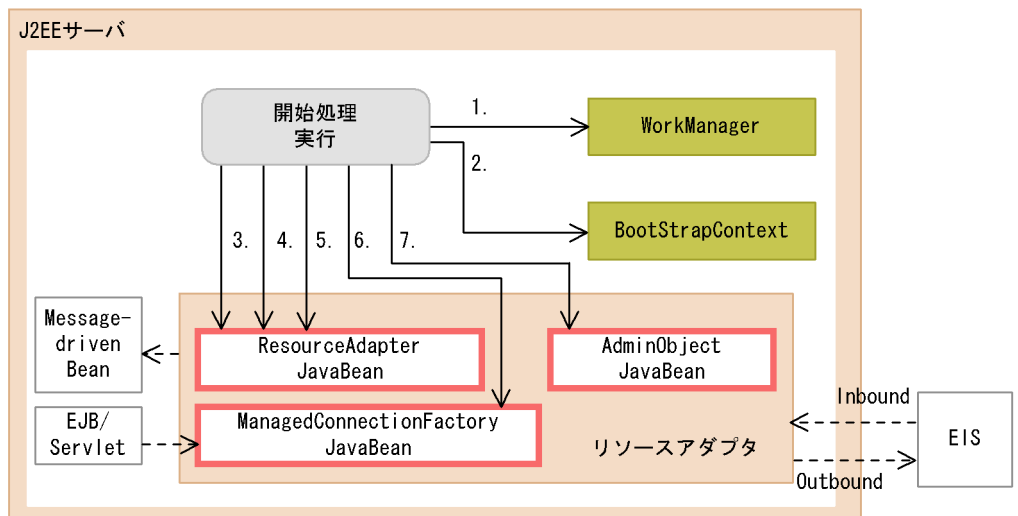 J2EEサーバ
開始処理
実行
1.
WorkManager
2.
BootStrapContext
3.
4.
5.
6.
7.
Message-
driven
Bean
ResourceAdapter
JavaBean
AdminObject
JavaBean
EJB/
Servlet
ManagedConnectionFactory
JavaBean
リソースアダプタ
Inbound
Outbound
EIS